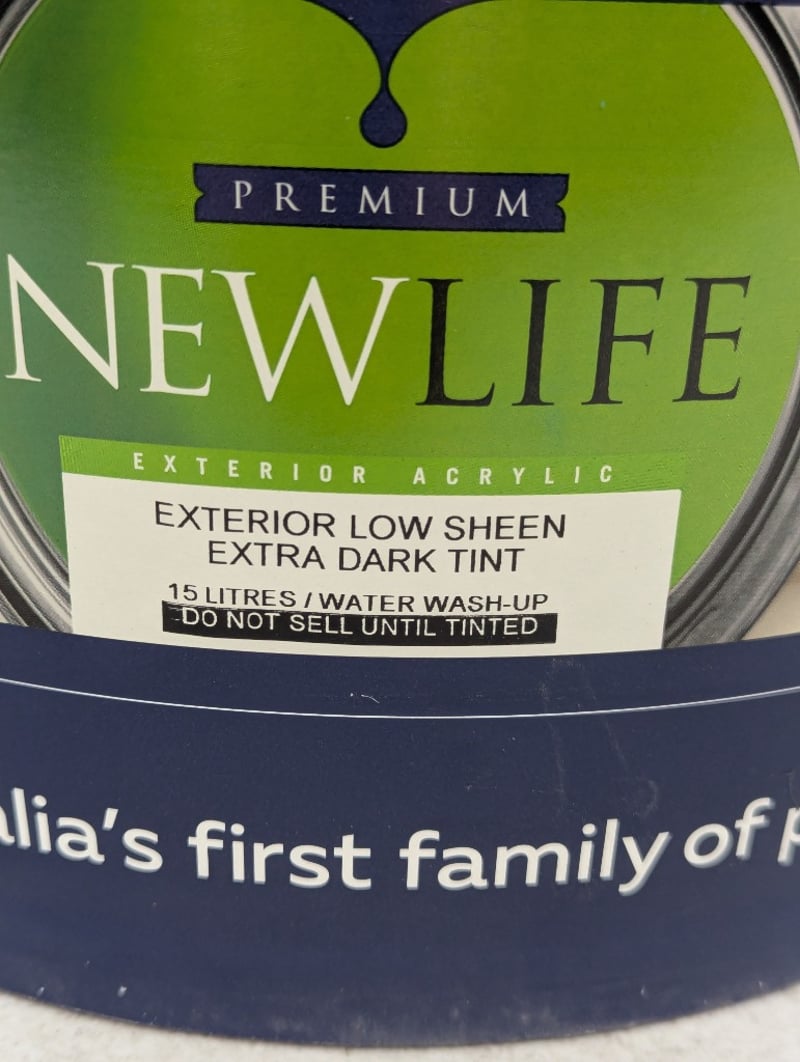 PREMIUM
NEWLIFE
EXTERIOR ACRYLIC
EXTERIOR LOW SHEEN
EXTRA DARK TINT
15 LITRES / WATER WASH-UP
DO NOT SELL UNTIL TINTED
first family of